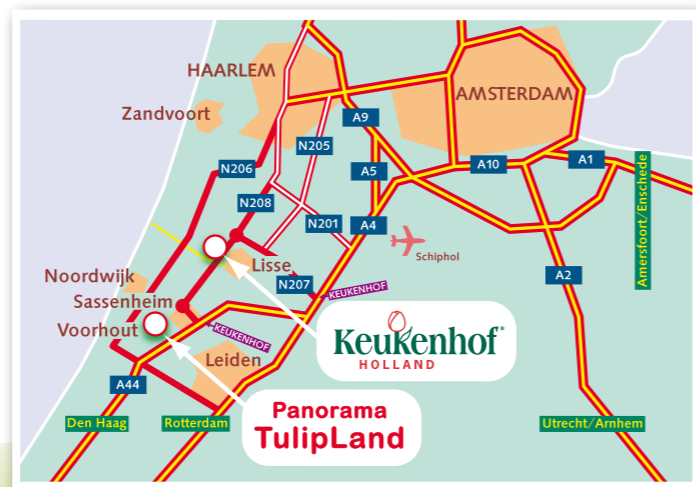 HAARLEM
AMSTERDAM
Zandvoort
A9
N205
N206
A5
A10
A1
N208
N201
A4
Amersfoort/Enschede
Schiphol
Lisse
A2
Noordwijk
N207
KEUKENHOF
Sassenheim
Voorhout
KEUKENHOF
Keukenhof®
HOLLAND
Leiden
A44
Panorama
TulipLand
Den Haag
Rotterdam
Utrecht/Arnhem